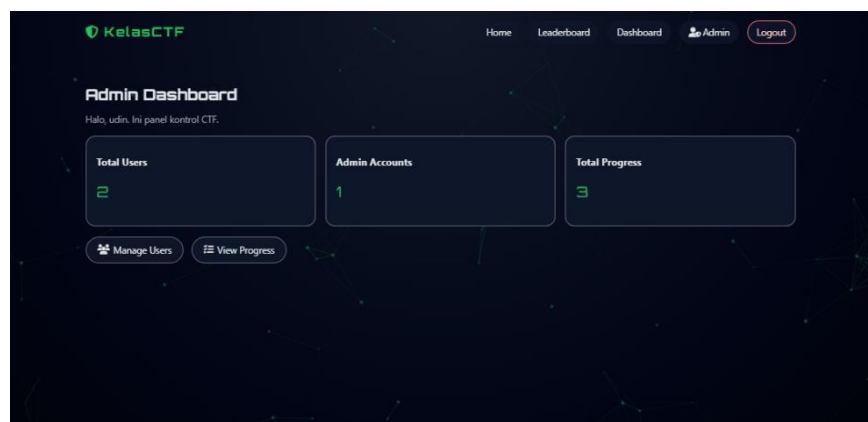 KelasCTF Home Leaderboard Dashboard Admin Logout
Admin Dashboard
Halo, udin. Ini panel kontrol CTF.
Total Users Admin Accounts Total Progress
2 1 3
Manage Users View Progress